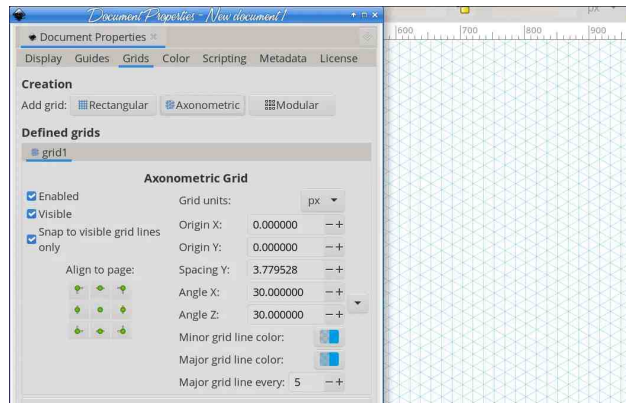 Document Properties - New document 1
px
Document Properties
600 700 800 900
Display Guides Grids Color Scripting Metadata License
Creation
Add grid: Rectangular Axonometric Modular
Defined grids
grid1
Axonometric Grid
Enabled
Visible
Snap to visible grid lines
only
Align to page:
Grid units: px
Origin X: 0.000000 −+
Origin Y: 0.000000 −+
Spacing Y: 3.779528 −+
Angle X: 30.000000 −+
Angle Z: 30.000000 −+
Minor grid line color:
Major grid line color:
Major grid line every: 5 −+